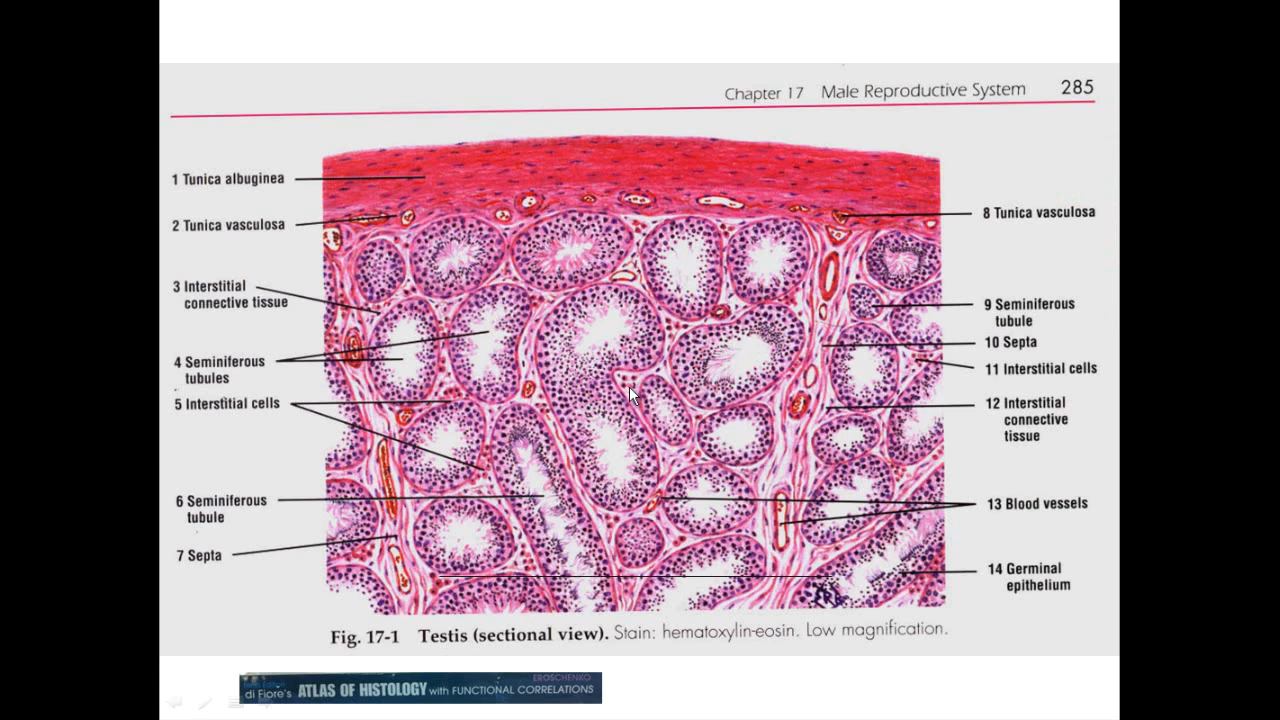 Chapter 17 Male Reproductive System 285
1 Tunica albuginea
2 Tunica vasculosa
3 Interstitial
connective tissue
4 Seminiferous
tubules
5 Interstitial cells
6 Seminiferous
tubule
7 Septa
8 Tunica vasculosa
9 Seminiferous
tubule
10 Septa
11 Interstitial cells
12 Interstitial
connective
tissue
13 Blood vessels
14 Germinal
epithelium
Fig. 17-1 Testis (sectional view). Stain: hematoxylin-eosin. Low magnification.
EROSCHENKO
di Fiore's ATLAS OF HISTOLOGY with FUNCTIONAL CORRELATIONS